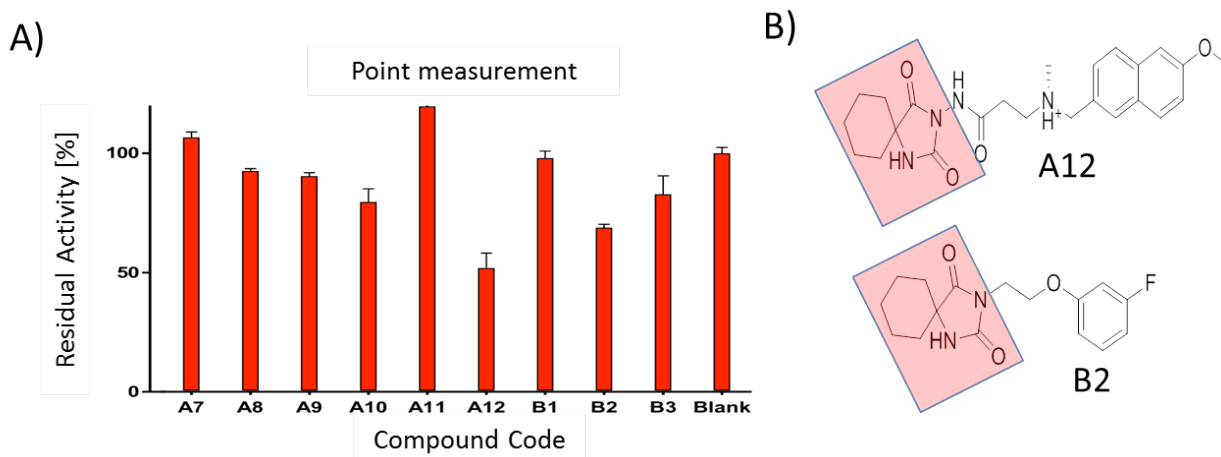 A)
Point measurement
Residual Activity [%]
100
50
0
A7 A8 A9 A10 A11 A12 B1 B2 B3 Blank
Compound Code
B)
O
O
H
N
N
HN
O
O
N
H
+
A12
O
N
HN
O
O
F
B2